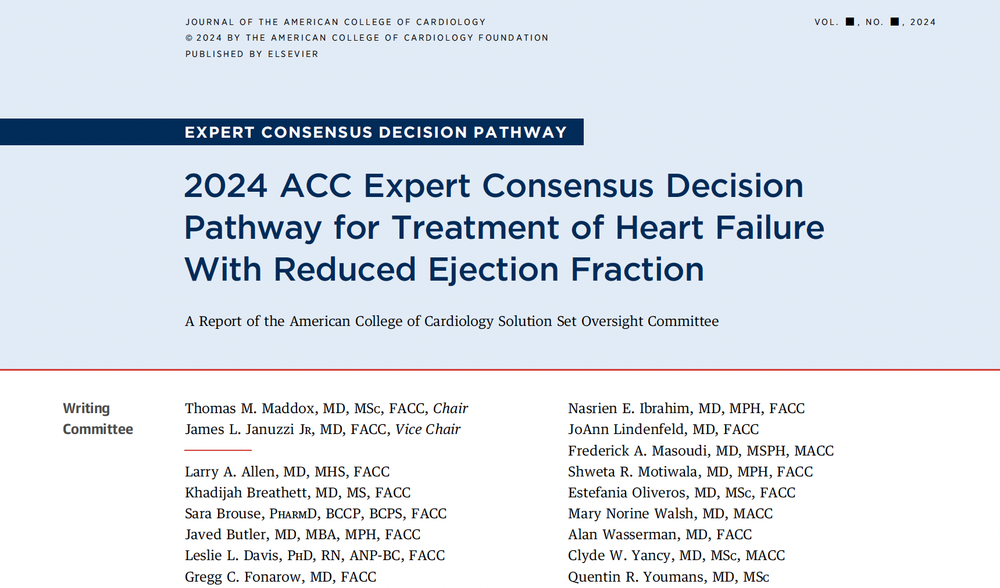 JOURNAL OF THE AMERICAN COLLEGE OF CARDIOLOGY
VOL. ■, NO. ■, 2024
© 2024 BY THE AMERICAN COLLEGE OF CARDIOLOGY FOUNDATION
PUBLISHED BY ELSEVIER
EXPERT CONSENSUS DECISION PATHWAY
2024 ACC Expert Consensus Decision
Pathway for Treatment of Heart Failure
With Reduced Ejection Fraction
A Report of the American College of Cardiology Solution Set Oversight Committee
Writing
Committee
Thomas M. Maddox, MD, MSc, FACC, Chair
James L. Januzzi Jr, MD, FACC, Vice Chair
Larry A. Allen, MD, MHS, FACC
Khadijah Breathett, MD, MS, FACC
Sara Brouse, PharmD, BCCP, BCPS, FACC
Javed Butler, MD, MBA, MPH, FACC
Leslie L. Davis, PhD, RN, ANP-BC, FACC
Gregg C. Fonarow, MD, FACC
Nasrien E. Ibrahim, MD, MPH, FACC
JoAnn Lindenfeld, MD, FACC
Frederick A. Masoudi, MD, MSPH, MACC
Shweta R. Motiwala, MD, MPH, FACC
Estefania Oliveros, MD, MSc, FACC
Mary Norine Walsh, MD, MACC
Alan Wasserman, MD, FACC
Clyde W. Yancy, MD, MSc, MACC
Quentin R. Youmans, MD, MSc